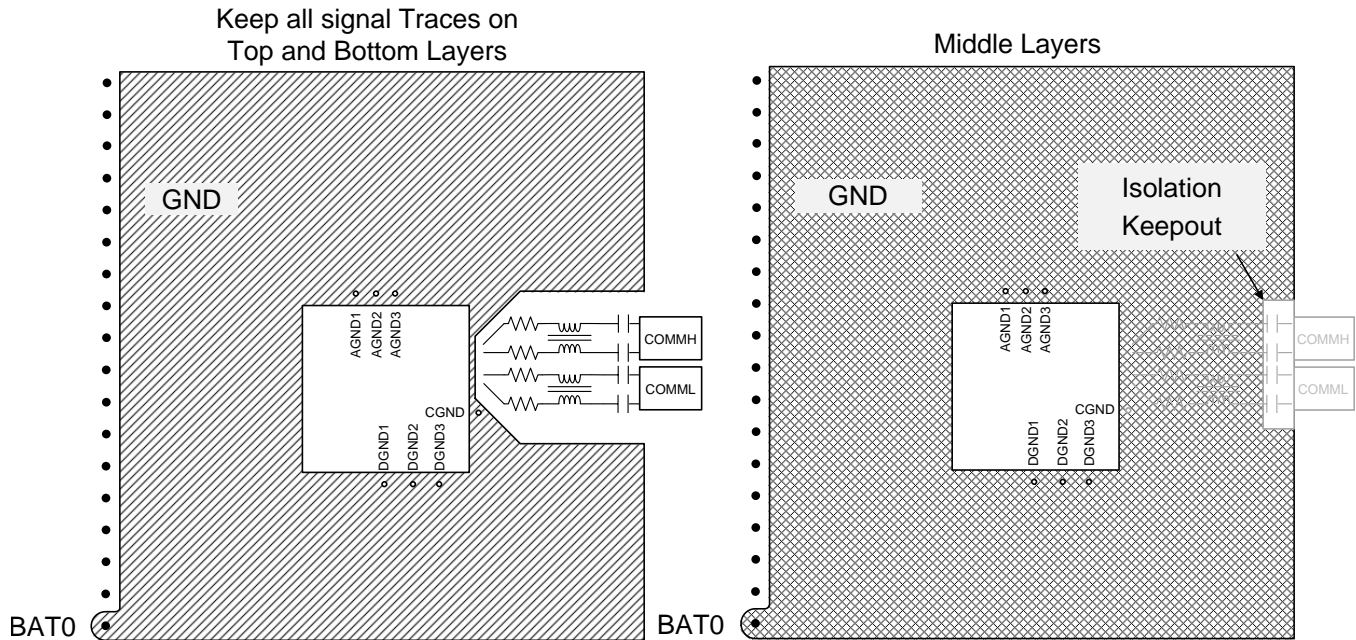 Keep all signal Traces on
Top and Bottom Layers
GND
AGND1
AGND2
AGND3
COMMH
COMML
CGND
DGND1
DGND2
DGND3
BAT0
Middle Layers
GND
Isolation
Keepout
AGND1
AGND2
AGND3
COMMH
COMML
CGND
DGND1
DGND2
DGND3
BAT0